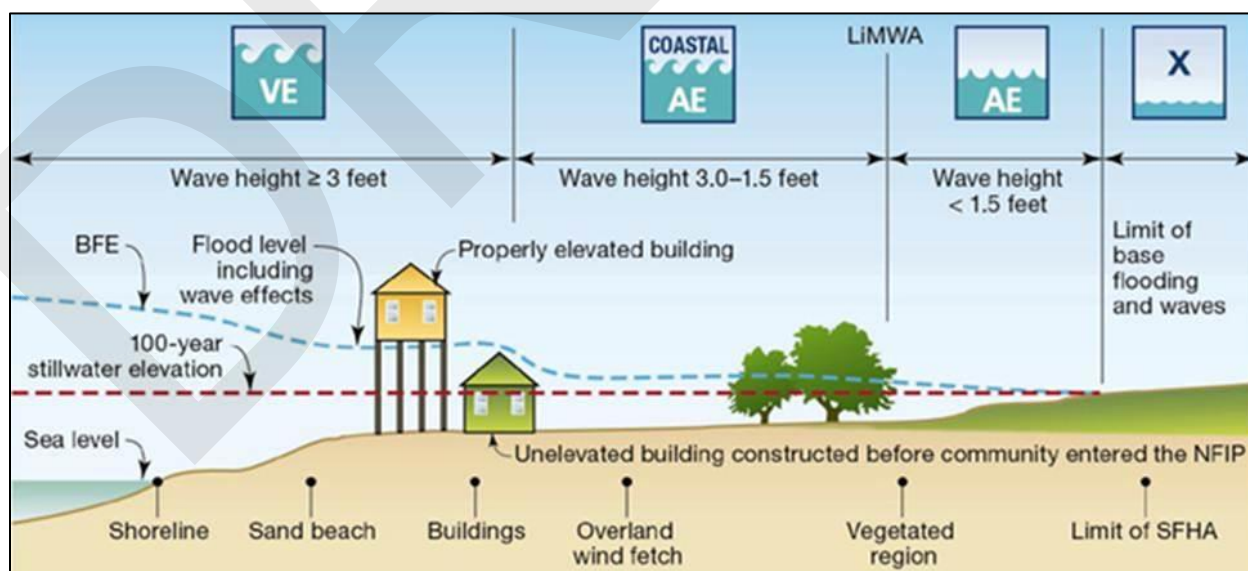 VE
COASTAL
AE
LiMWA
AE
X
Wave height ≥ 3 feet
Wave height 3.0–1.5 feet
Wave height
< 1.5 feet
BFE
Flood level
including
wave effects
Properly elevated building
Limit of
base
flooding
and waves
100-year
stillwater elevation
Sea level
Unelevated building constructed before community entered the NFIP
Shoreline
Sand beach
Buildings
Overland
wind fetch
Vegetated
region
Limit of SFHA